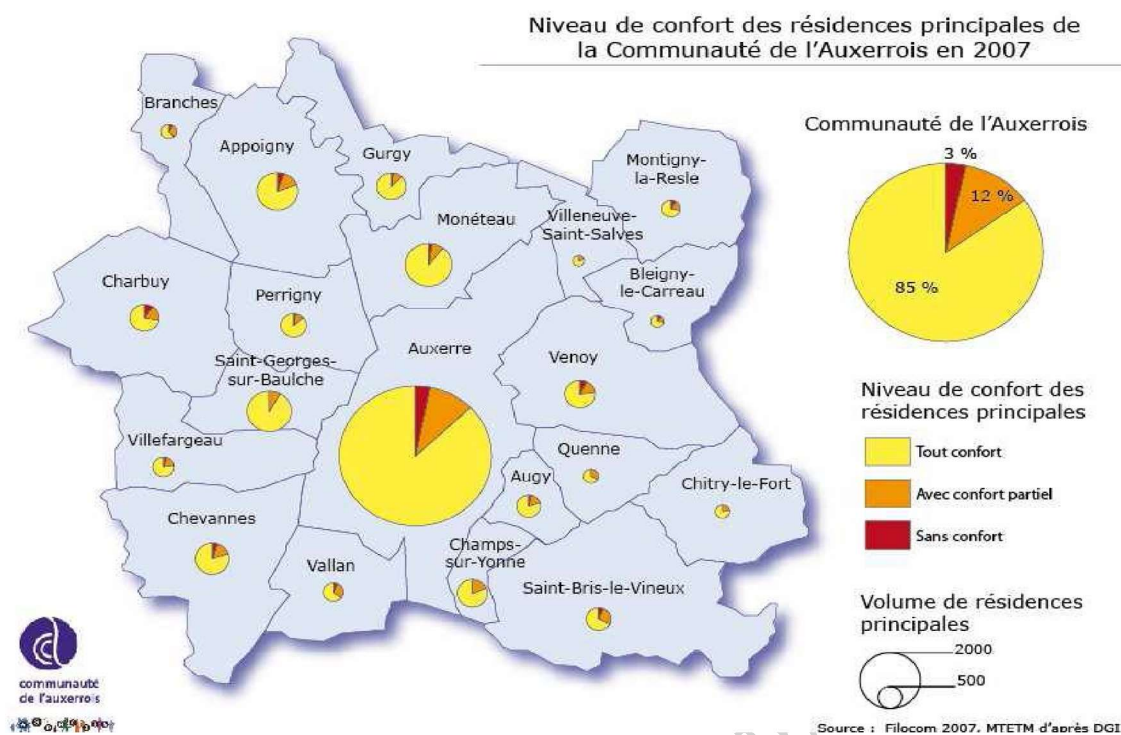 Niveau de confort des résidences principales de
la Communauté de l'Auxerrois en 2007
Branches
Appoigny
Gurgy
Montigny-
la-Resle
Monéteau
Villeneuve-
Saint-Salves
Charbuy
Perrigny
Bleigny-
le-Carreau
Saint-Georges-
sur-Baulche
Auxerre
Venoy
Villefargeau
Quenne
Augy
Chitry-le-Fort
Chevannes
Vallan
Champs-
sur-Yonne
Saint-Bris-le-Vineux
Communauté de l'Auxerrois
3 %
12 %
85 %
Niveau de confort des
résidences principales
Tout confort
Avec confort partiel
Sans confort
Volume de résidences
principales
2000
500
communauté
de l'auxerrois
Source : Filocom 2007, MTETM d'après DGI